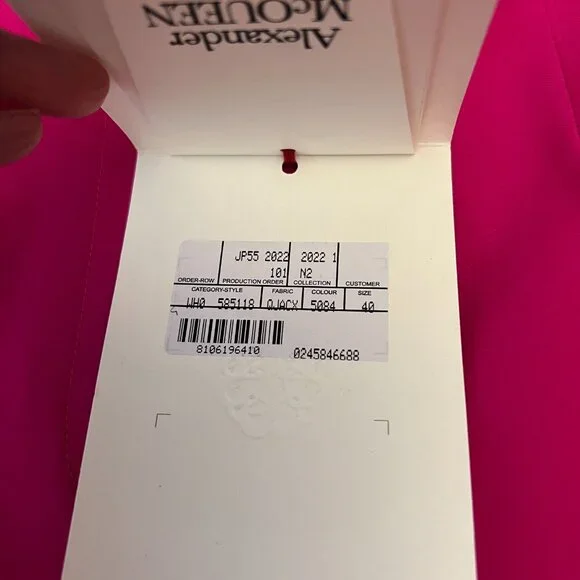 Alexander
McQUEEN
JP55 2022 2022 1
101 N2
ORDER-ROW PRODUCTION ORDER COLLECTION CUSTOMER
CATEGORY-STYLE FABRIC COLOUR SIZE
WH0 585118 QJACX 5084 40
8106196410 0245846688